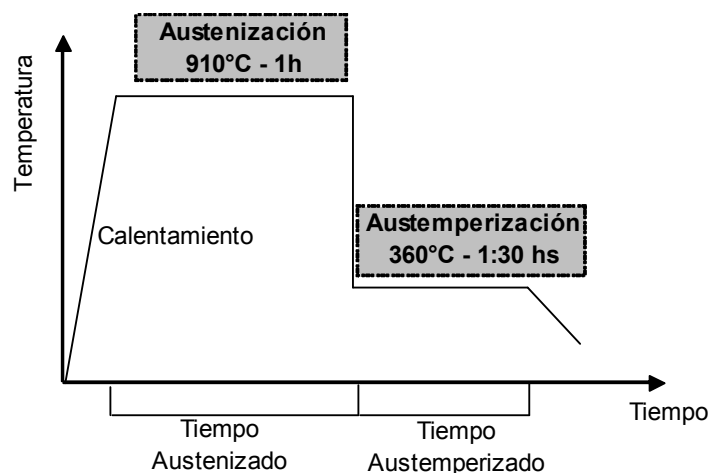 Austenización
910°C - 1h
Temperatura
Calentamiento
Austemperización
360°C - 1:30 hs
Tiempo
Tiempo
Austenizado
Tiempo
Austemperizado